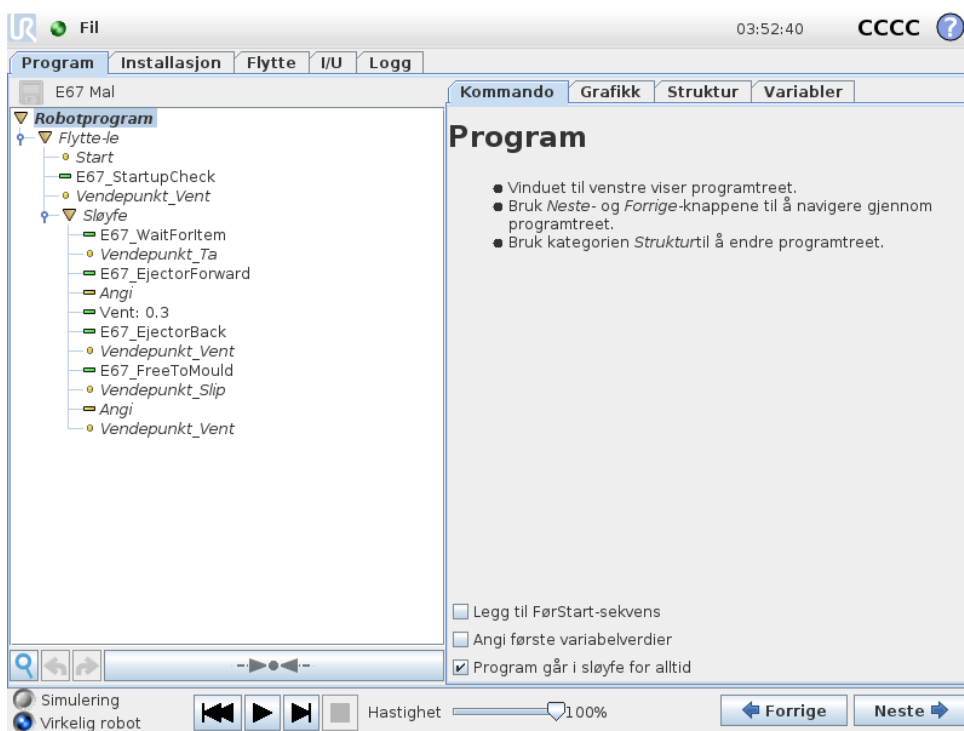 UR Fil 03:52:40 CCCC ?
Program Installasjon Flytte I/U Logg
E67 Mal
Kommando Grafikk Struktur Variabler
Robotprogram
Flytte-le
Start
E67_StartupCheck
Vendepunkt_Vent
Sløyfe
E67_WaitForItem
Vendepunkt_Ta
E67_EjectorForward
Angi
Vent: 0.3
E67_EjectorBack
Vendepunkt_Vent
E67_FreeToMould
Vendepunkt_Slip
Angi
Vendepunkt_Vent
Program
Vinduet til venstre viser programtreet.
Bruk Neste- og Forrige-knappene til å navigere gjennom
programtreet.
Bruk kategorien Strukturtil å endre programtreet.
Legg til FørStart-sekvens
Angi første variabelverdier
Program går i sløyfe for alltid
Simulering
Virkelig robot
Hastighet 100%
Forrige Neste